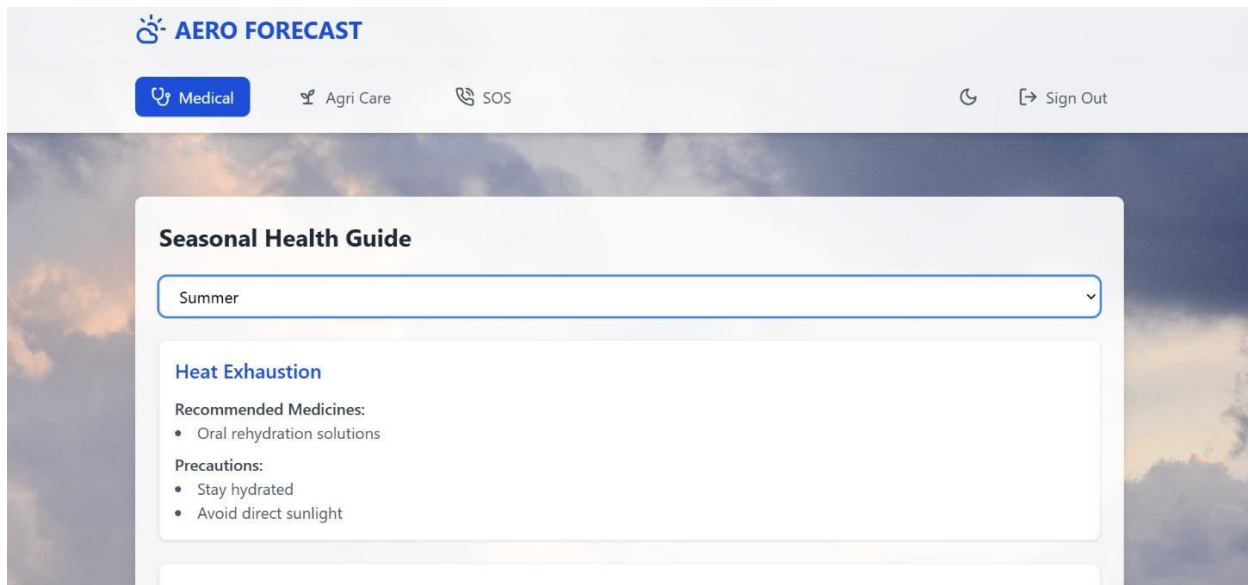 AERO FORECAST
Medical
Agri Care
SOS
Sign Out
Seasonal Health Guide
Summer
Heat Exhaustion
Recommended Medicines:
Oral rehydration solutions
Precautions:
Stay hydrated
Avoid direct sunlight